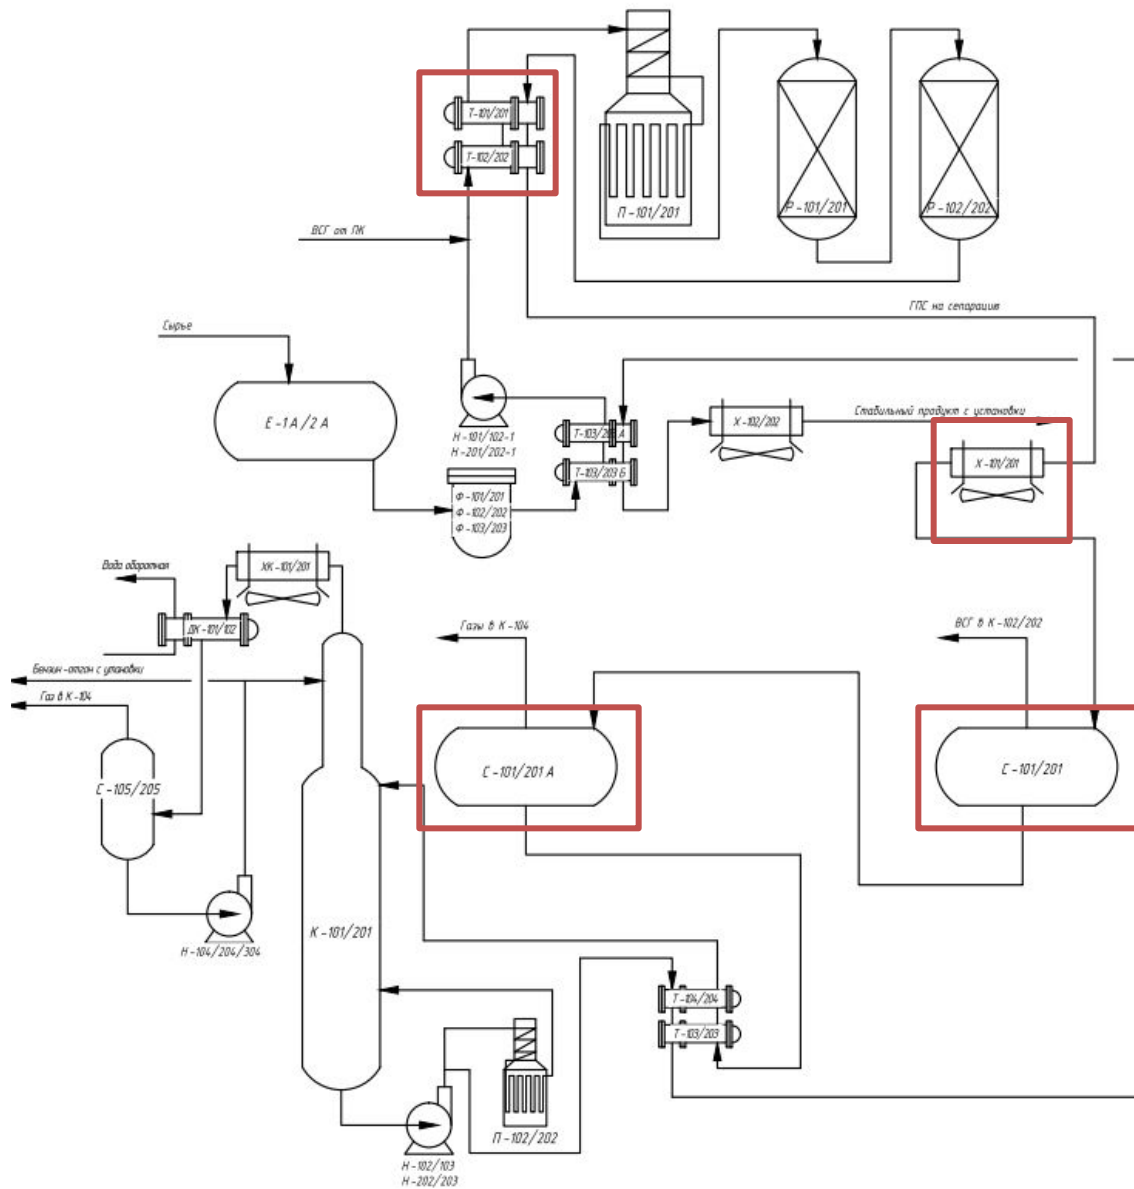 Т-101/201
Т-102/202
П-101/201
Р-101/201
Р-102/202
ВСГ от ПК
ГПС на сепарацию
Сырье
Е-1А/2А
Н-101/102-1
Н-201/202-1
Т-103/203 А
Т-103/203 Б
Х-102/202
Стабильный продукт с установки
Х-101/201
Ф-101/201
Ф-102/202
Ф-103/203
Вода оборотная
ХК-101/201
ДК-101/102
Газы в К-104
ВСГ в К-102/202
Бензин-отгон с установки
Газ в К-104
С-105/205
С-101/201 А
С-101/201
К-101/201
Н-104/204/304
Т-104/204
Т-103/203
П-102/202
Н-102/103
Н-202/203